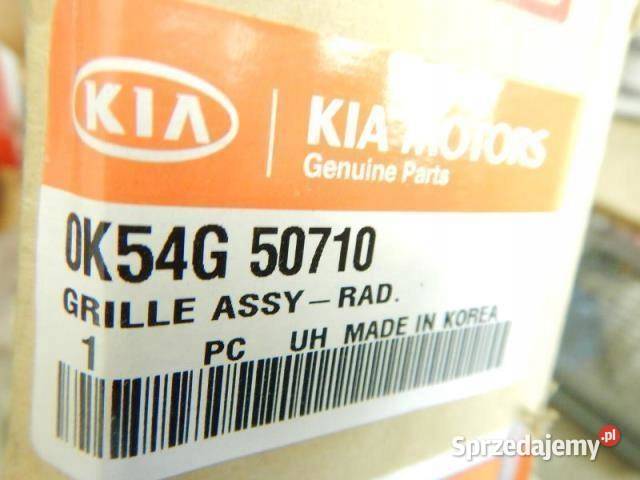 KIA
KIA MOTORS
Genuine Parts
0K54G 50710
GRILLE ASSY-RAD.
1 PC UH MADE IN KOREA
Sprzedajemy.pl